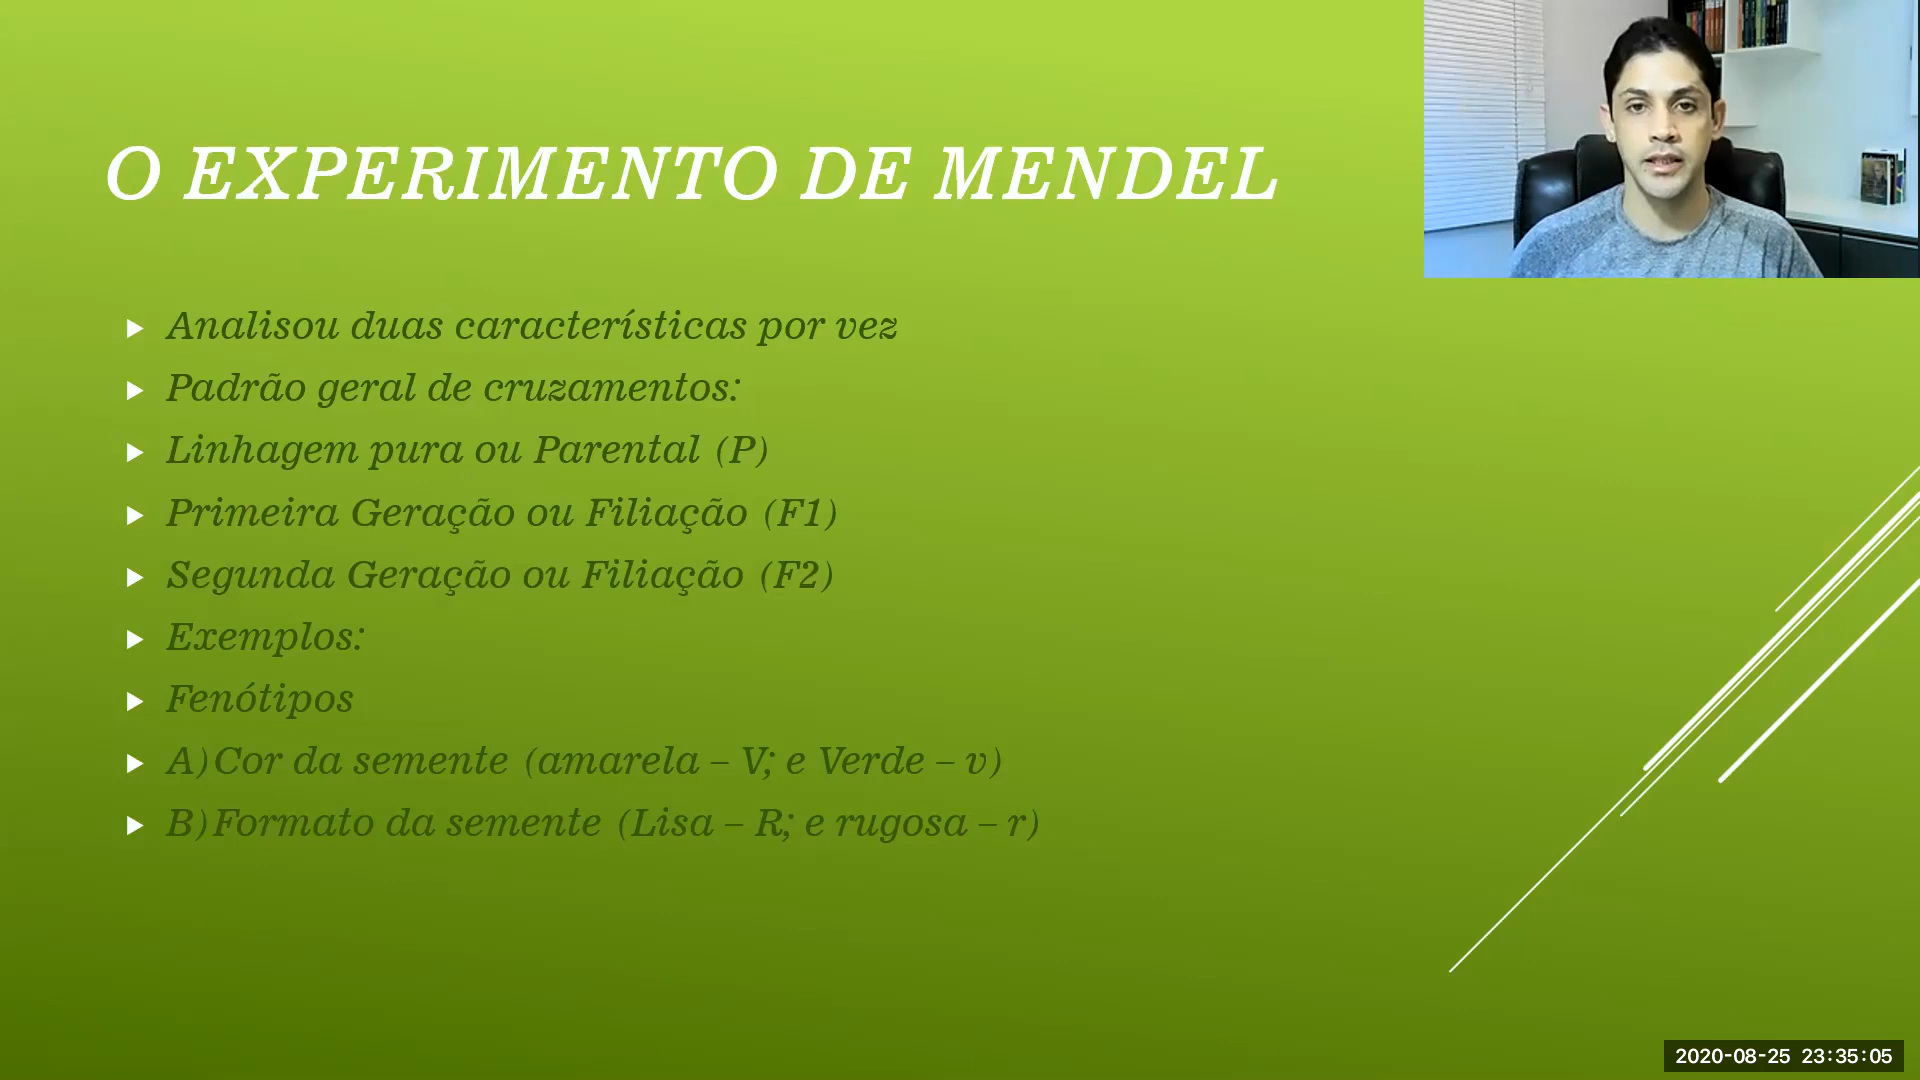 O EXPERIMENTO DE MENDEL
Analisou duas características por vez
Padrão geral de cruzamentos:
Linhagem pura ou Parental (P)
Primeira Geração ou Filiação (F1)
Segunda Geração ou Filiação (F2)
Exemplos:
Fenótipos
A)Cor da semente (amarela – V; e Verde – v)
B)Formato da semente (Lisa – R; e rugosa – r)
2020-08-25 23:35:05